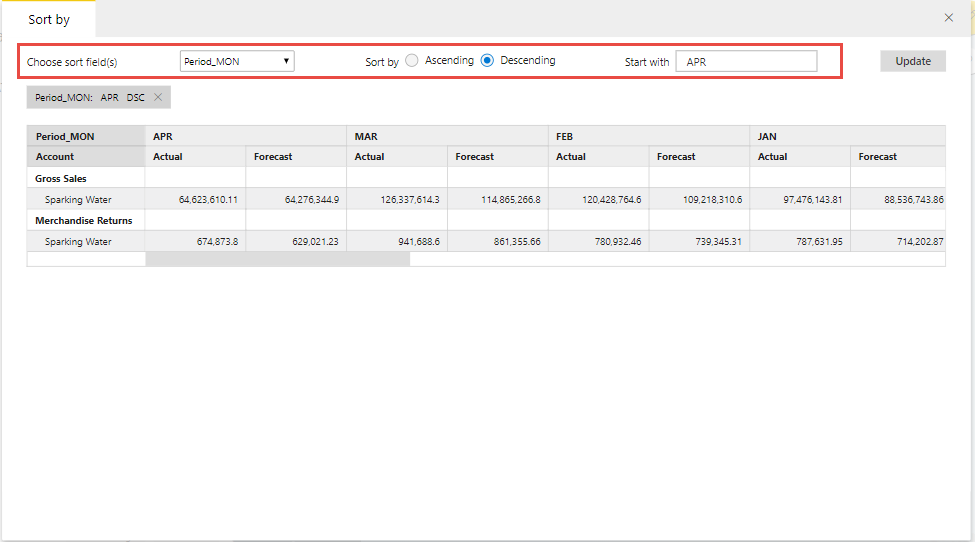 Sort by
Choose sort field(s) Period_MON Sort by Ascending Descending Start with APR Update
Period_MON: APR DSC
Period_MON APR MAR FEB JAN
Account Actual Forecast Actual Forecast Actual Forecast Actual Forecast
Gross Sales
Sparking Water 64,623,610.11 64,276,344.9 126,337,614.3 114,865,266.8 120,428,764.6 109,218,310.6 97,476,143.81 88,536,743.86
Merchandise Returns
Sparking Water 674,873.8 629,021.23 941,688.6 861,355.66 780,932.46 739,345.31 787,631.95 714,202.87